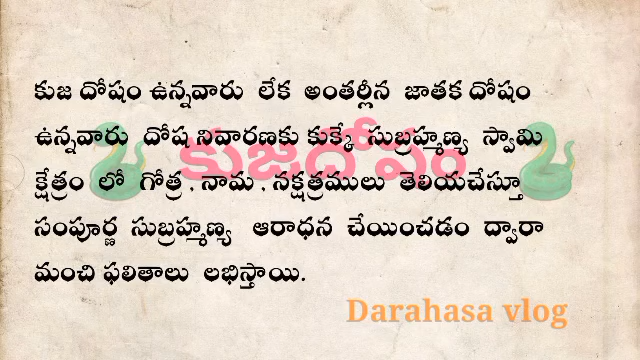 కుజ దోషం ఉన్నవారు లేక అంతర్లీన జాతక దోషం
ఉన్నవారు దోష నివారణకు కుక్కే సుబ్రహ్మణ్య స్వామి
కుజదోషం
క్షేత్రం లో గోత్ర , నామ , నక్షత్రములు తెలియచేస్తూ
సంపూర్ణ సుబ్రహ్మణ్య ఆరాధన చేయించడం ద్వారా
మంచి ఫలితాలు లభిస్తాయి.
Darahasa vlog